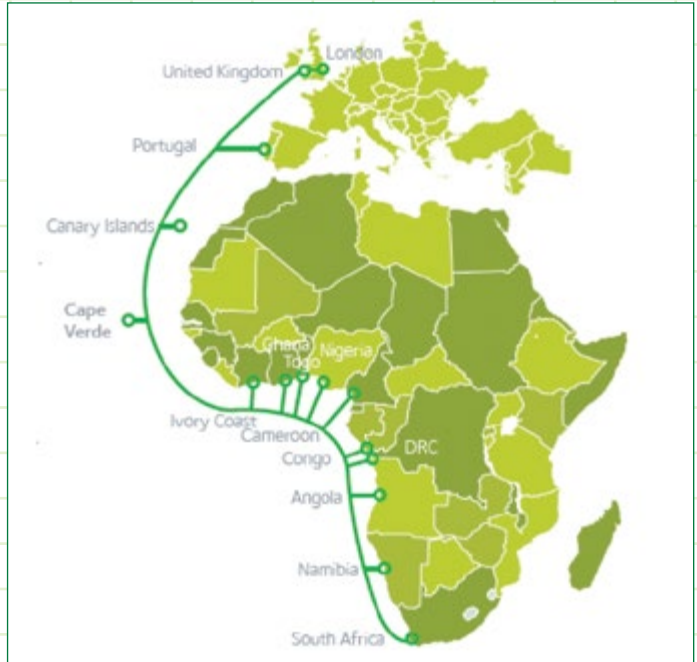 London
United Kingdom
Portugal
Canary Islands
Cape
Verde
Ghana
Togo
Nigeria
Ivory Coast
Cameroon
Congo
DRC
Angola
Namibia
South Africa